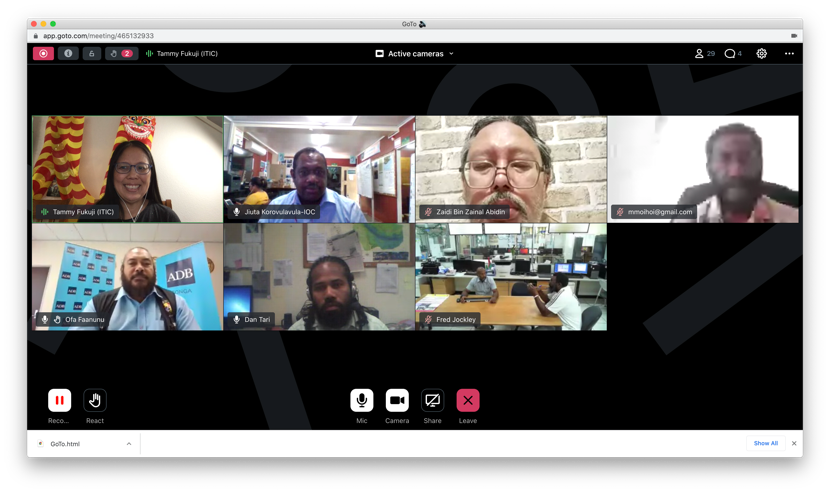 GoTo
app.goto.com/meeting/465132933
2
Tammy Fukuji (ITIC)
Active cameras
29
4
Tammy Fukuji (ITIC)
Jiuta Korovulavula-IOC
Zaidi Bin Zainal Abidin
mmoihoi@gmail.com
ADB
Ofa Faanunu
Dan Tari
Fred Jockley
Reco...
React
Mic
Camera
Share
Leave
GoTo.html
Show All